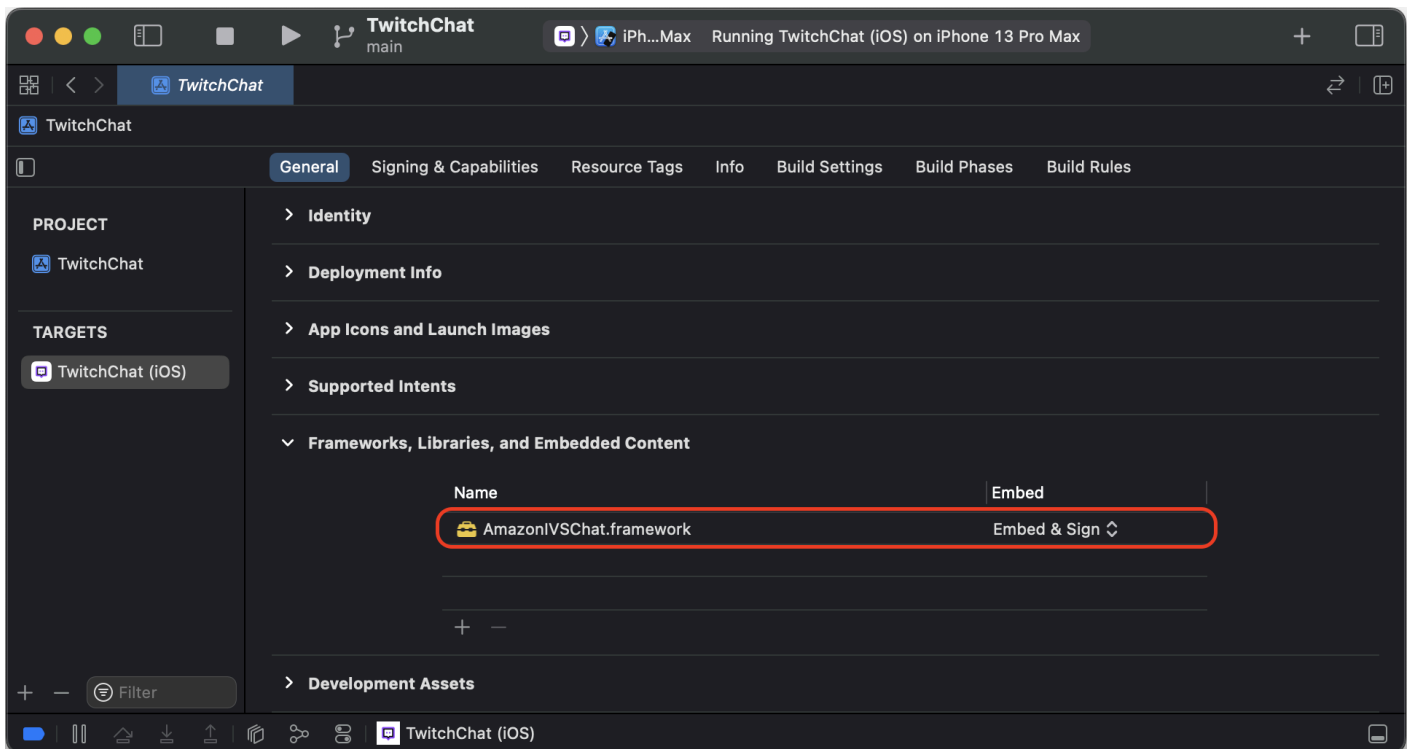 TwitchChat
main
iPh...Max Running TwitchChat (iOS) on iPhone 13 Pro Max
TwitchChat
TwitchChat
General Signing & Capabilities Resource Tags Info Build Settings Build Phases Build Rules
PROJECT
TwitchChat
TARGETS
TwitchChat (iOS)
Identity
Deployment Info
App Icons and Launch Images
Supported Intents
Frameworks, Libraries, and Embedded Content
Name Embed
AmazonIVSChat.framework Embed & Sign
Development Assets
Filter
TwitchChat (iOS)